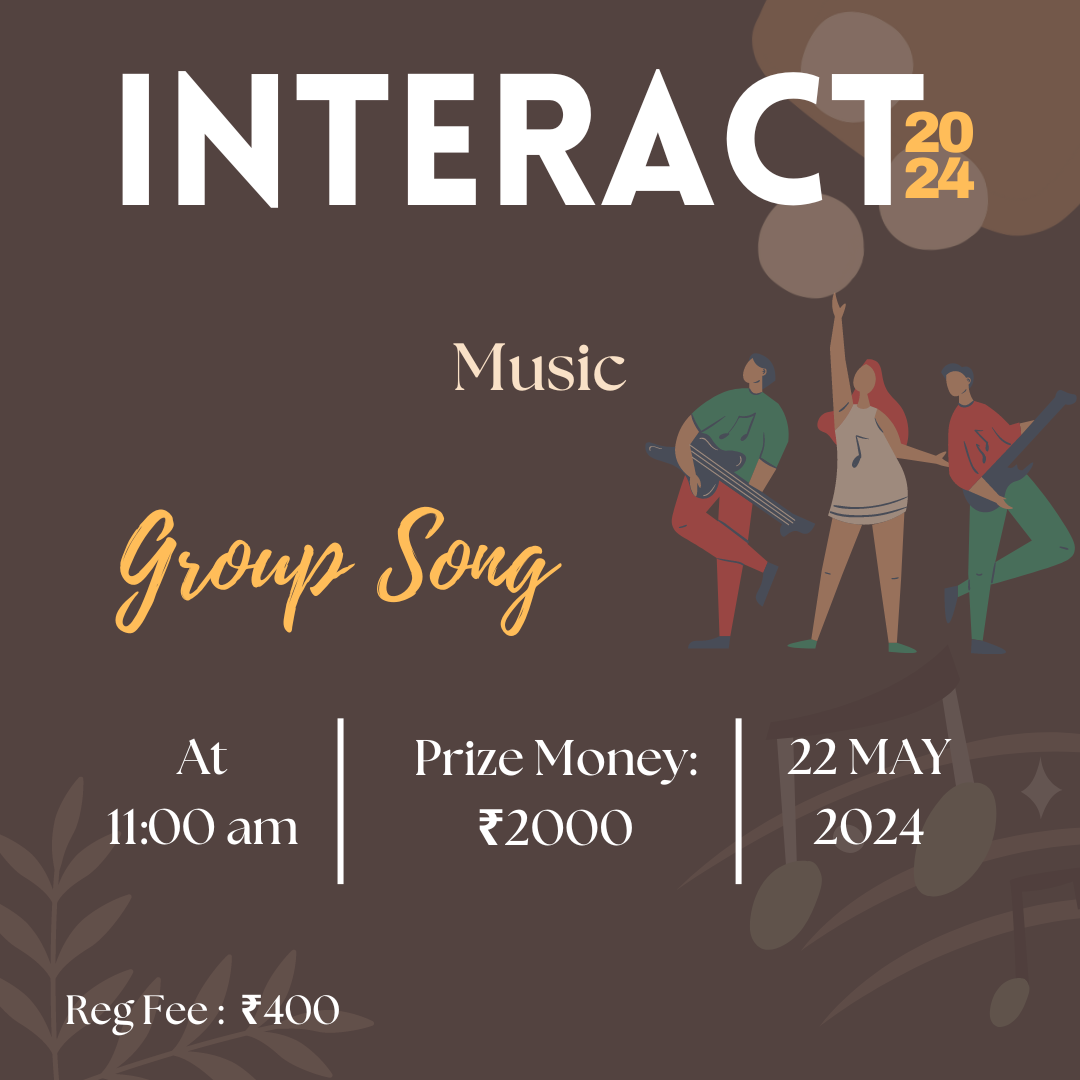 INTERACT
20
24
Music
Group Song
At
11:00 am
Prize Money:
₹2000
22 MAY
2024
Reg Fee : ₹400